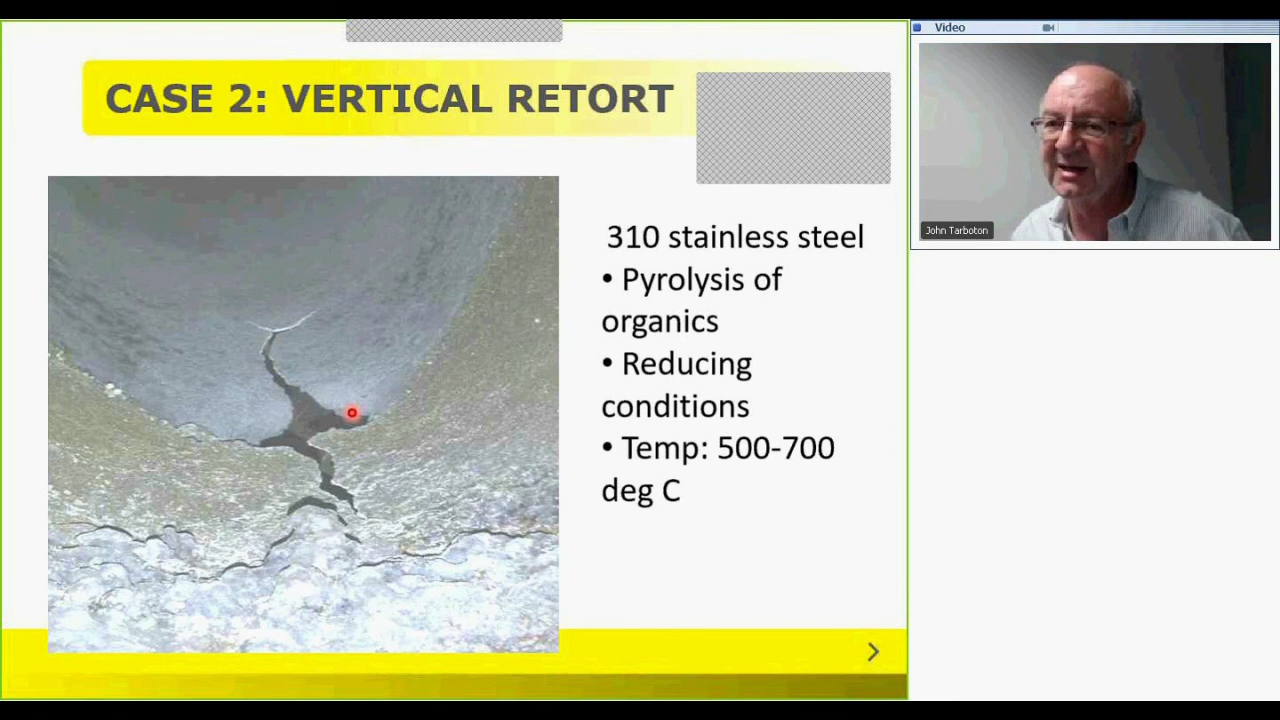 CASE 2: VERTICAL RETORT
310 stainless steel
• Pyrolysis of
organics
• Reducing
conditions
• Temp: 500-700
deg C
Video
John Tarboton